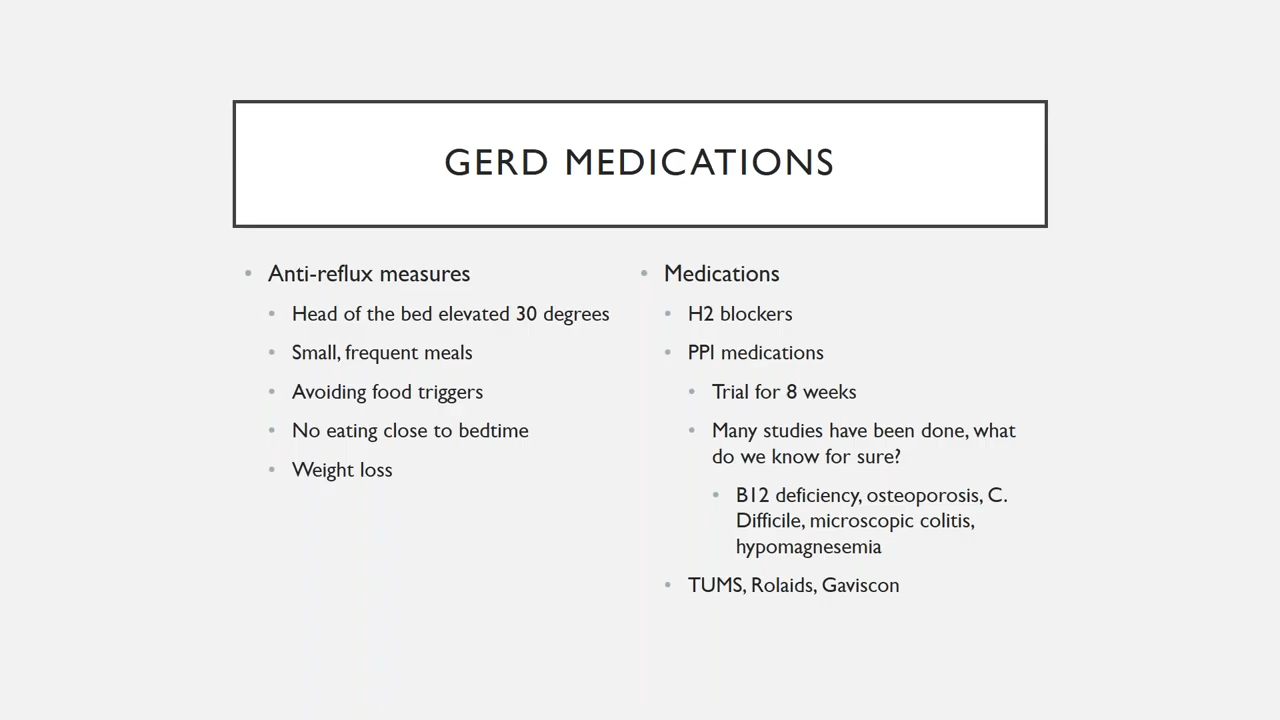 GERD MEDICATIONS
Anti-reflux measures
Head of the bed elevated 30 degrees
Small, frequent meals
Avoiding food triggers
No eating close to bedtime
Weight loss
Medications
H2 blockers
PPI medications
Trial for 8 weeks
Many studies have been done, what
do we know for sure?
B12 deficiency, osteoporosis, C.
Difficile, microscopic colitis,
hypomagnesemia
TUMS, Rolaids, Gaviscon